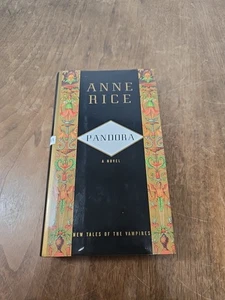 ANNE
RICE
PANDORA
A NOVEL
NEW TALES OF THE VAMPIRES